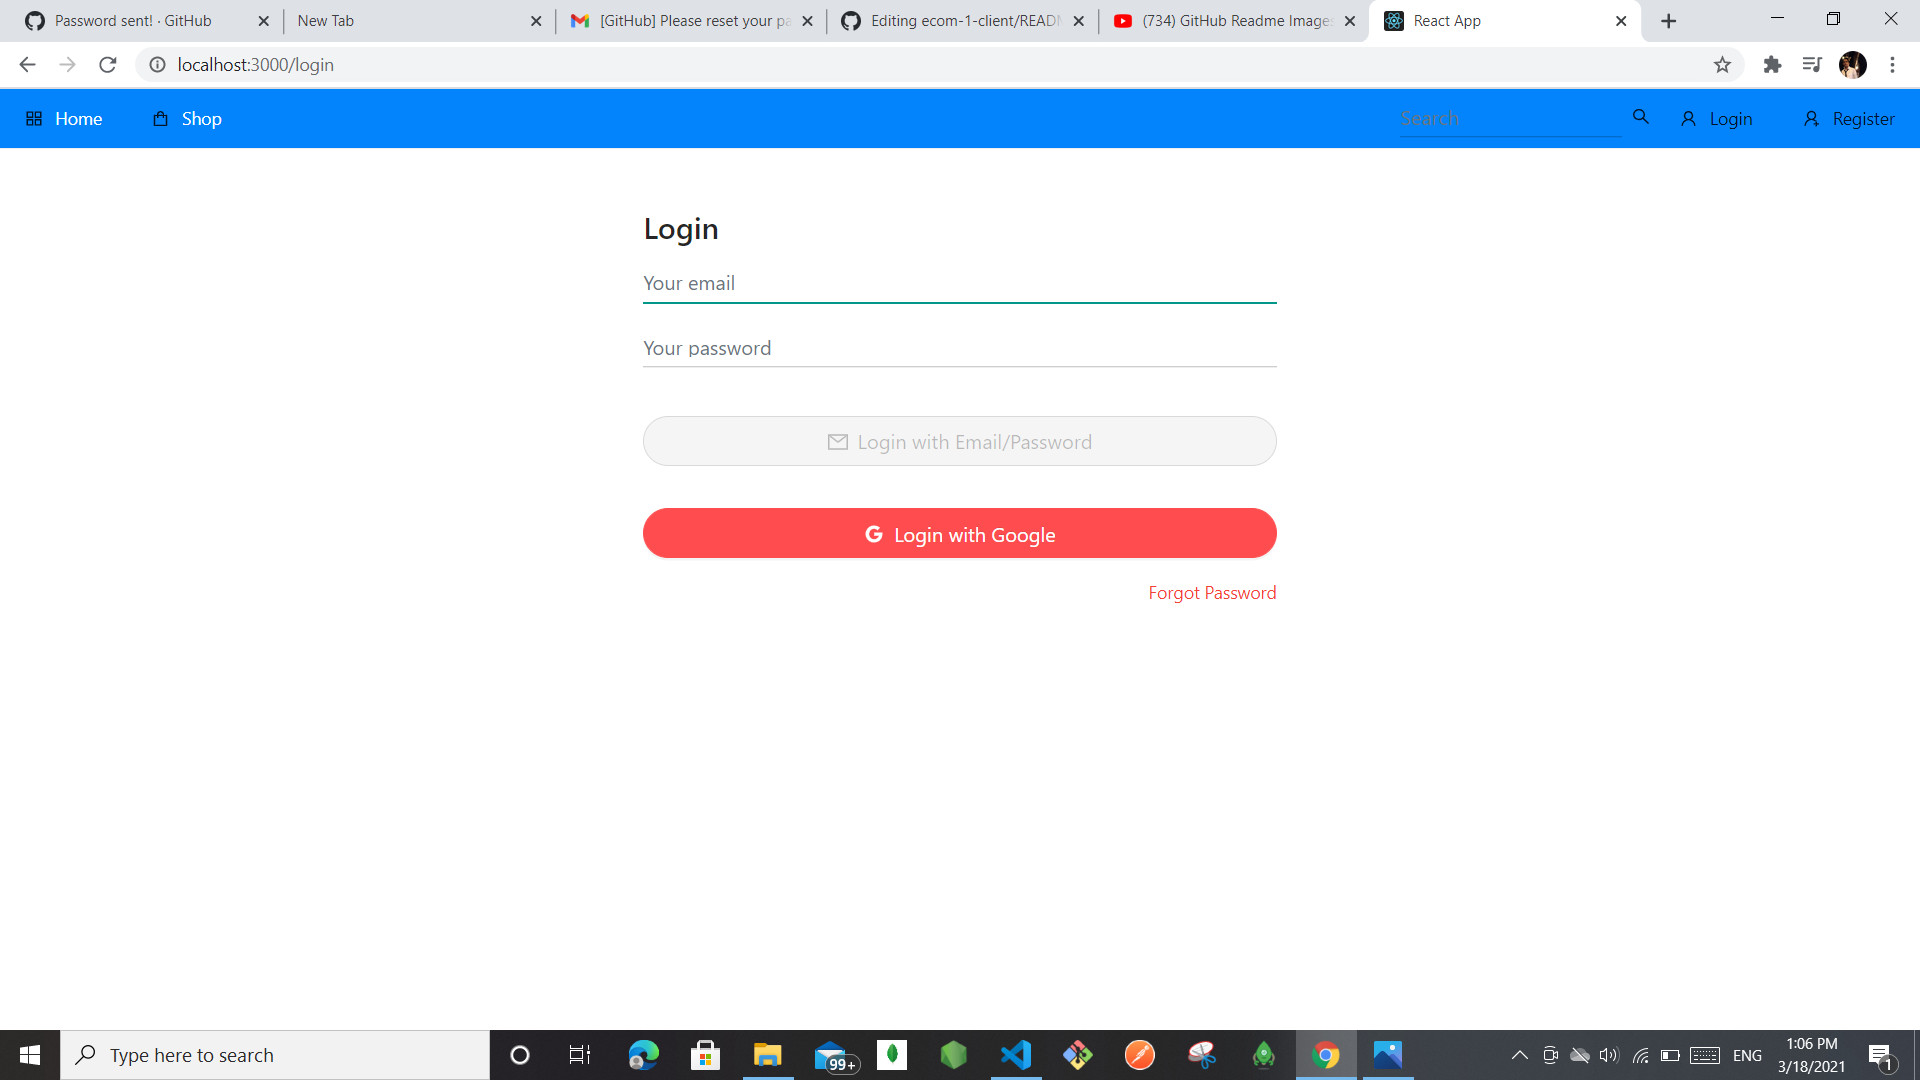 Password sent! · GitHub
New Tab
[GitHub] Please reset your pa
Editing ecom-1-client/READM
(734) GitHub Readme Images
React App
localhost:3000/login
Home
Shop
Search
Login
Register
Login
Your email
Your password
Login with Email/Password
Login with Google
Forgot Password
Type here to search
99+
ENG
1:06 PM
3/18/2021
1